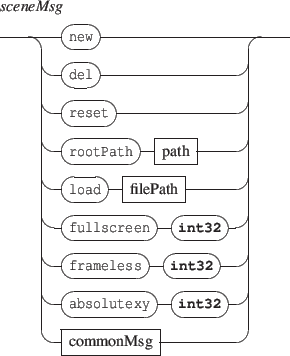 sceneMsg
new
del
reset
rootPath path
load filePath
fullscreen int32
frameless int32
absolutexy int32
commonMsg